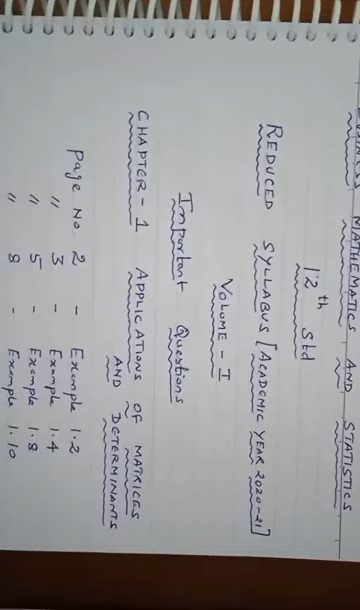 MATHEMATICS AND STATISTICS
12th Std
REDUCED SYLLABUS [ACADEMIC YEAR 2020-21]
VOLUME - I
Important Questions
CHAPTER - 1 APPLICATIONS OF MATRICES
AND DETERMINANTS
Page No. 2 - Example 1.2
" 3 - Example 1.4
" 5 - Example 1.8
" 8 - Example 1.10